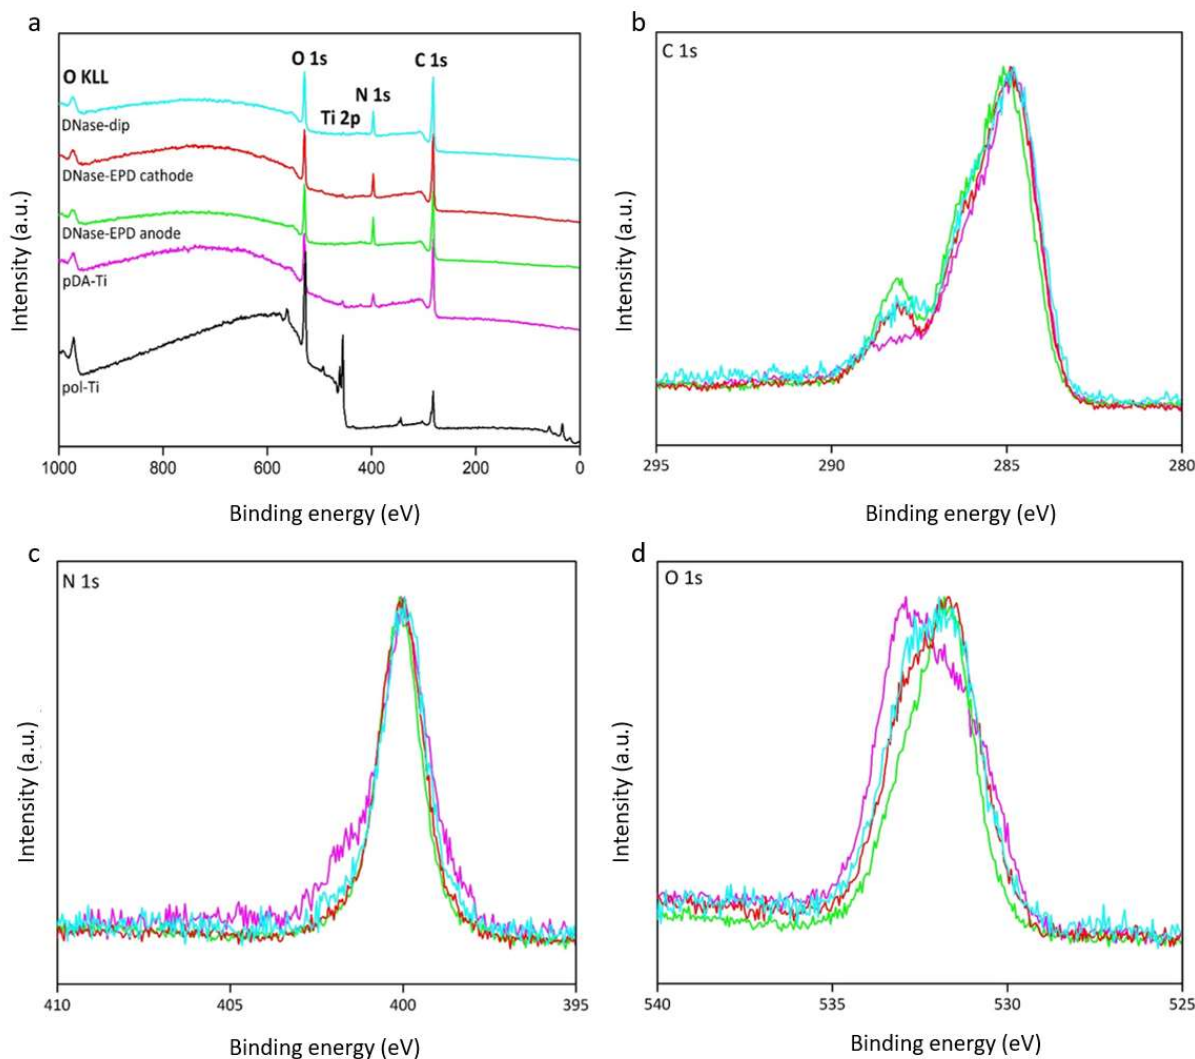 a
O KLL
O 1s
N 1s
C 1s
Ti 2p
DNase-dip
DNase-EPD cathode
DNase-EPD anode
pDA-Ti
pol-Ti
Intensity (a.u.)
1000
800
600
400
200
0
Binding energy (eV)
b
C 1s
Intensity (a.u.)
295
290
285
280
Binding energy (eV)
c
N 1s
Intensity (a.u.)
410
405
400
395
Binding energy (eV)
d
O 1s
Intensity (a.u.)
540
535
530
525
Binding energy (eV)